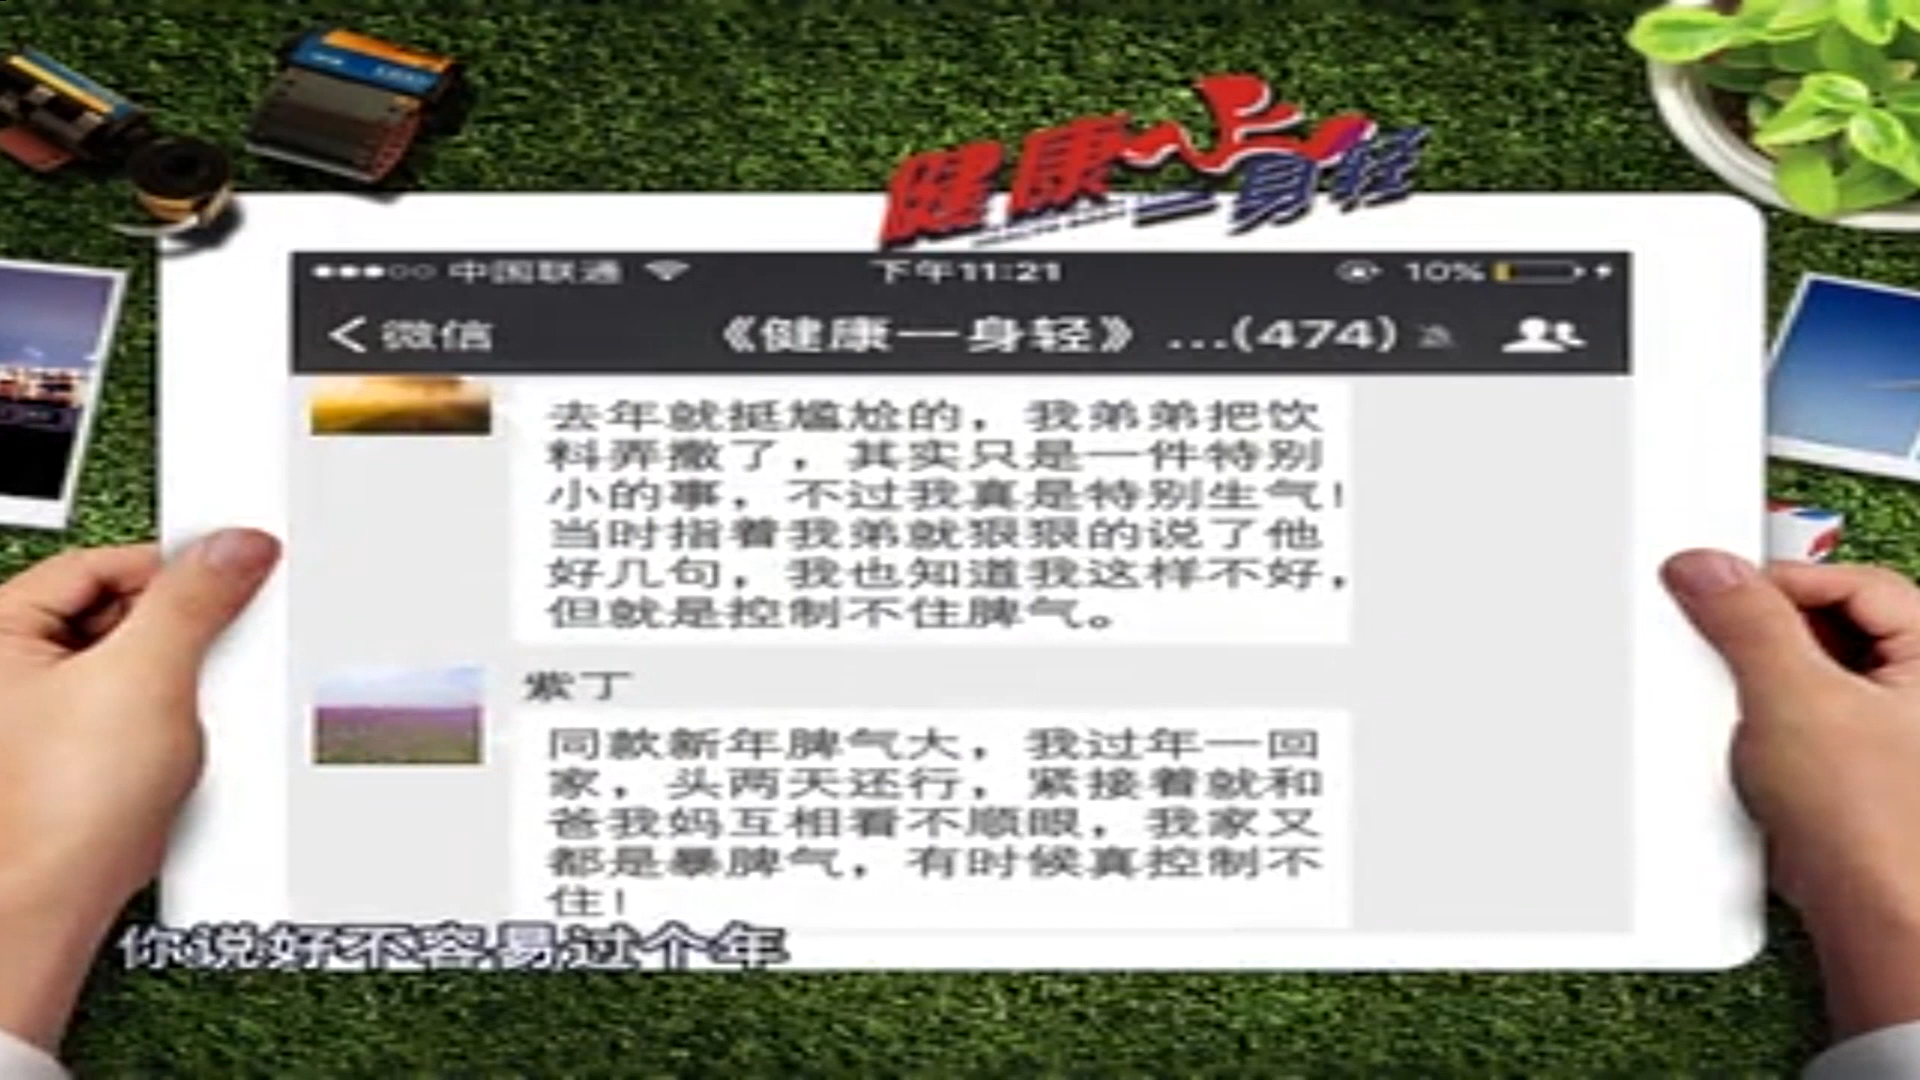 健康一身轻
中国联通 下午11:21 10%
微信 《健康一身轻》...(474)
去年就挺尴尬的，我弟弟把饮
料弄撒了，其实只是一件特别
小的事，不过我真是特别生气！
当时指着我弟就狠狠的说了他
好几句，我也知道我这样不好，
但就是控制不住脾气。
紫丁
同款新年脾气大，我过年一回
家，头两天还行，紧接着就和
爸我妈互相看不顺眼，我家又
都是暴脾气，有时候真控制不
住！
你说好不容易过个年